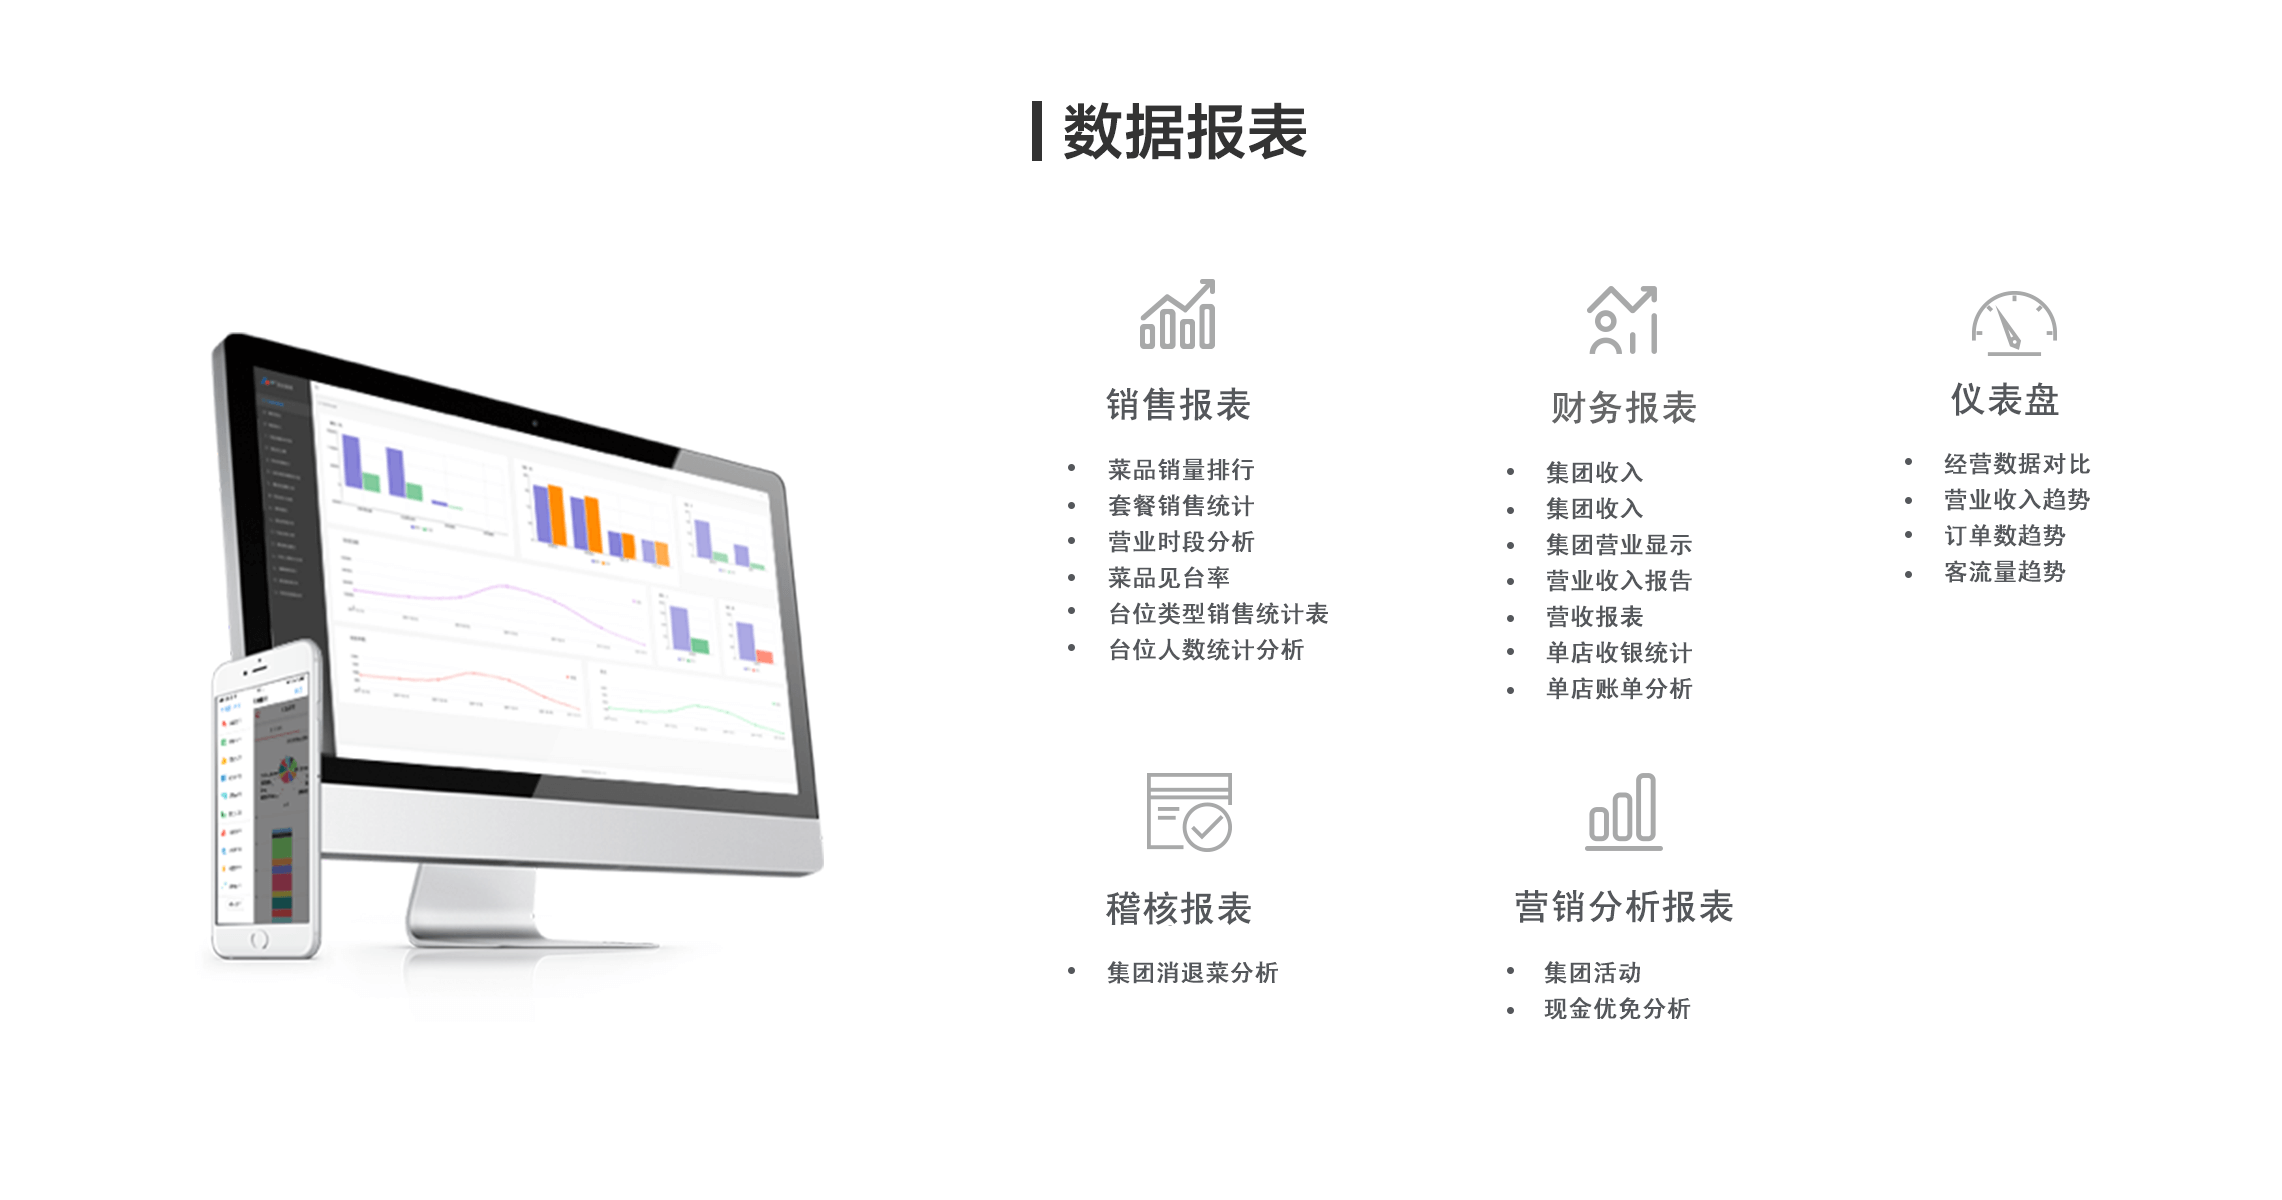 数据报表
销售报表
• 菜品销量排行
• 套餐销售统计
• 营业时段分析
• 菜品见台率
• 台位类型销售统计表
• 台位人数统计分析
财务报表
• 集团收入
• 集团收入
• 集团营业显示
• 营业收入报告
• 营收报表
• 单店收银统计
• 单店账单分析
仪表盘
• 经营数据对比
• 营业收入趋势
• 订单数趋势
• 客流量趋势
稽核报表
• 集团消退菜分析
营销分析报表
• 集团活动
• 现金优免分析